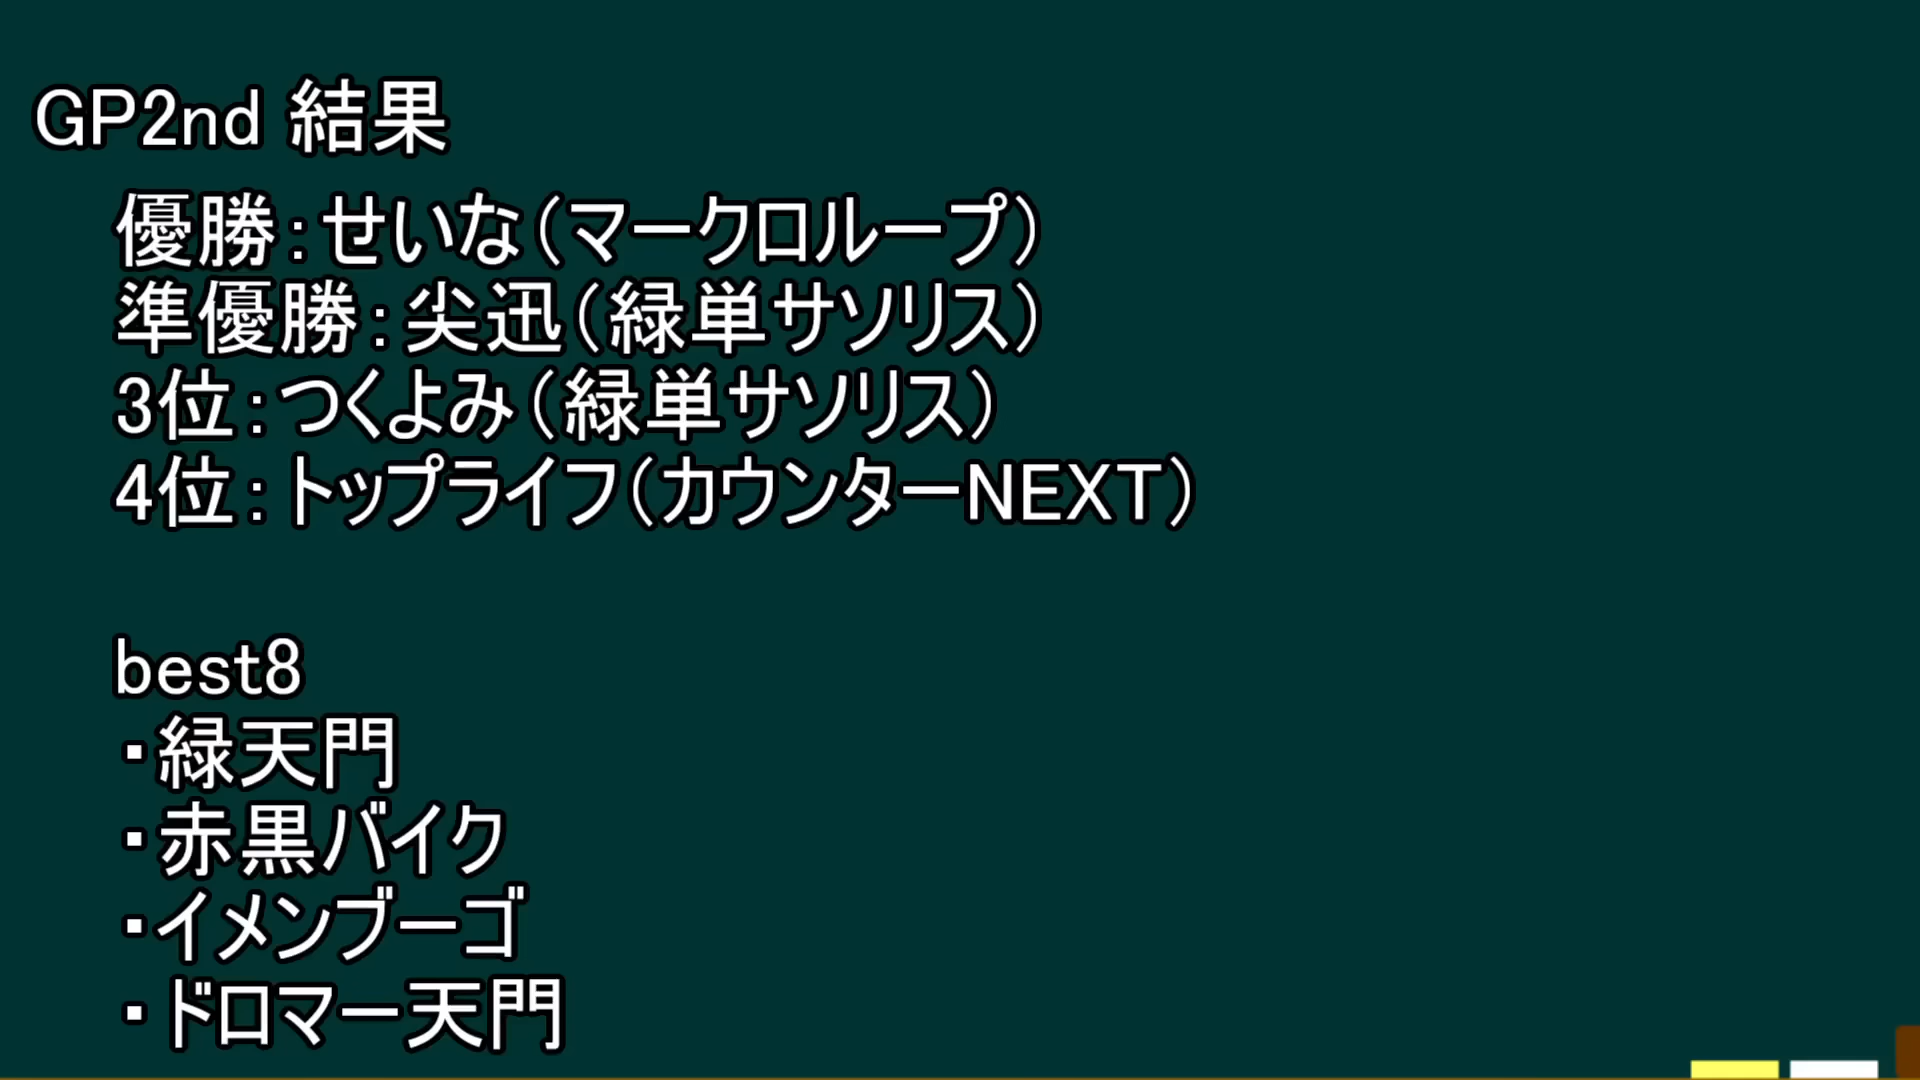 GP2nd 結果
優勝：せいな（マークロループ）
準優勝：尖迅（緑単サソリス）
3位：つくよみ（緑単サソリス）
4位：トップライフ（カウンターNEXT）
best8
・緑天門
・赤黒バイク
・イメンブーゴ
・ドロマー天門